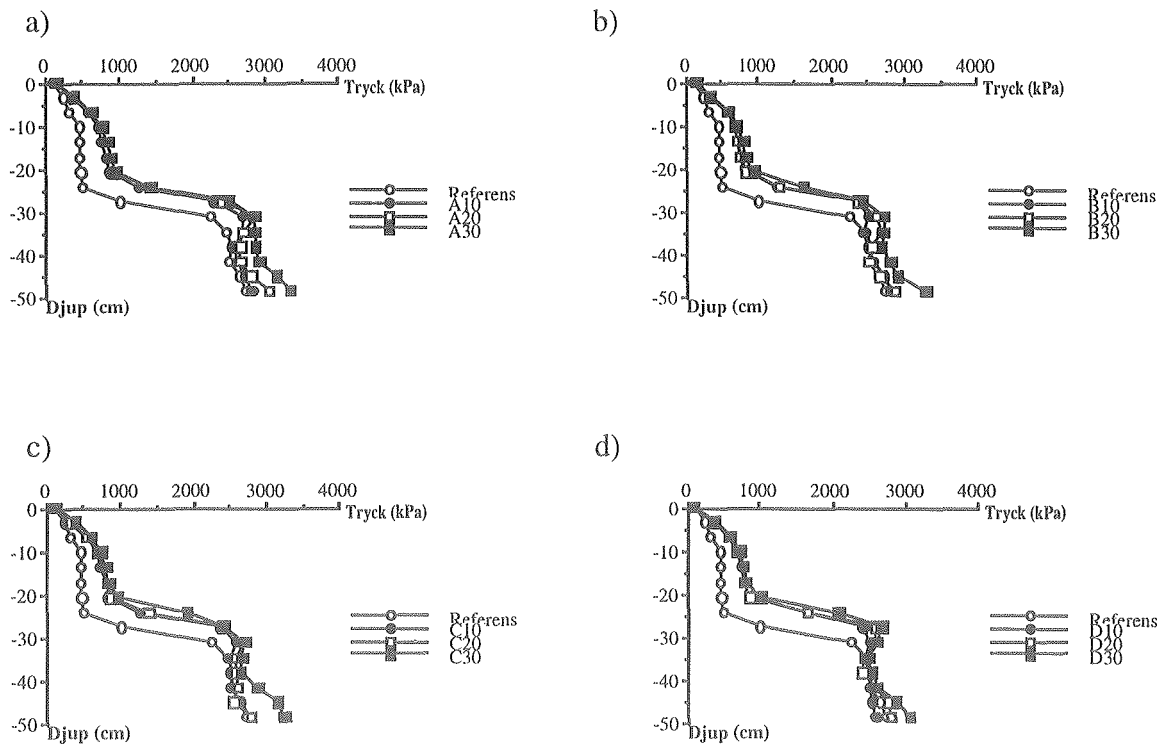 a)
0 1000 2000 3000 4000
Tryck (kPa)
0
-10
-20
-30
-40
-50
Djup (cm)
Referens
A10
A20
A30
b)
0 1000 2000 3000 4000
Tryck (kPa)
0
-10
-20
-30
-40
-50
Djup (cm)
Referens
B10
B20
B30
c)
0 1000 2000 3000 4000
Tryck (kPa)
0
-10
-20
-30
-40
-50
Djup (cm)
Referens
C10
C20
C30
d)
0 1000 2000 3000 4000
Tryck (kPa)
0
-10
-20
-30
-40
-50
Djup (cm)
Referens
D10
D20
D30